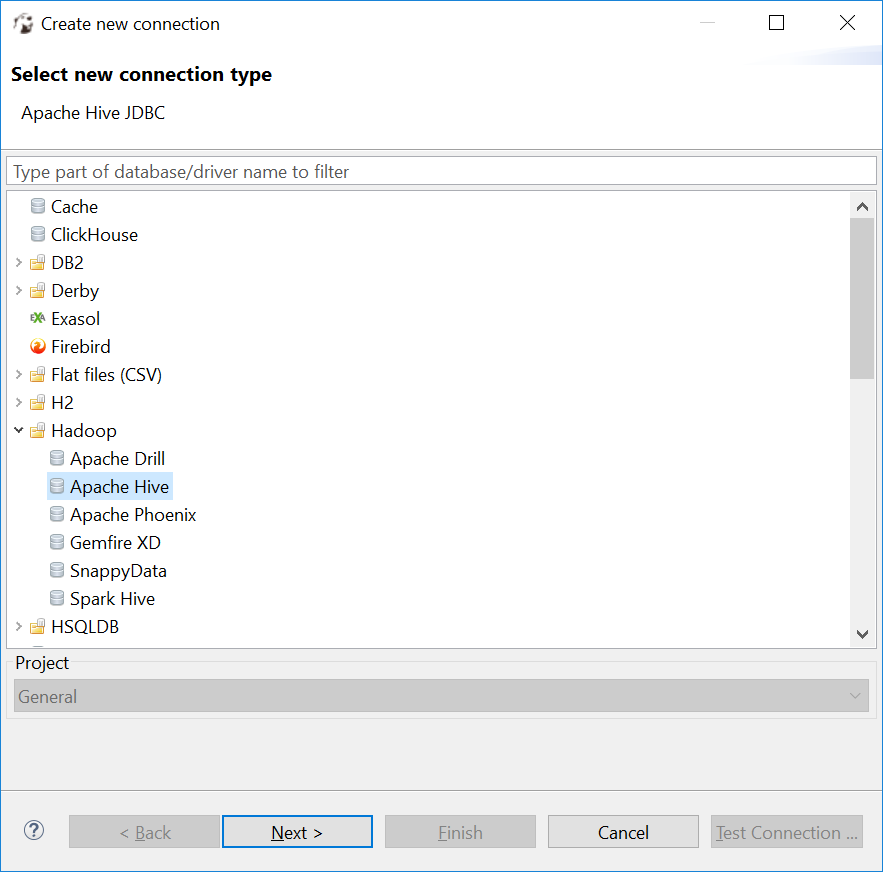 Create new connection
Select new connection type
Apache Hive JDBC
Type part of database/driver name to filter
Cache
ClickHouse
DB2
Derby
EXA Exasol
Firebird
Flat files (CSV)
H2
Hadoop
Apache Drill
Apache Hive
Apache Phoenix
Gemfire XD
SnappyData
Spark Hive
HSQLDB
Project
General
? < Back Next > Finish Cancel Test Connection ...